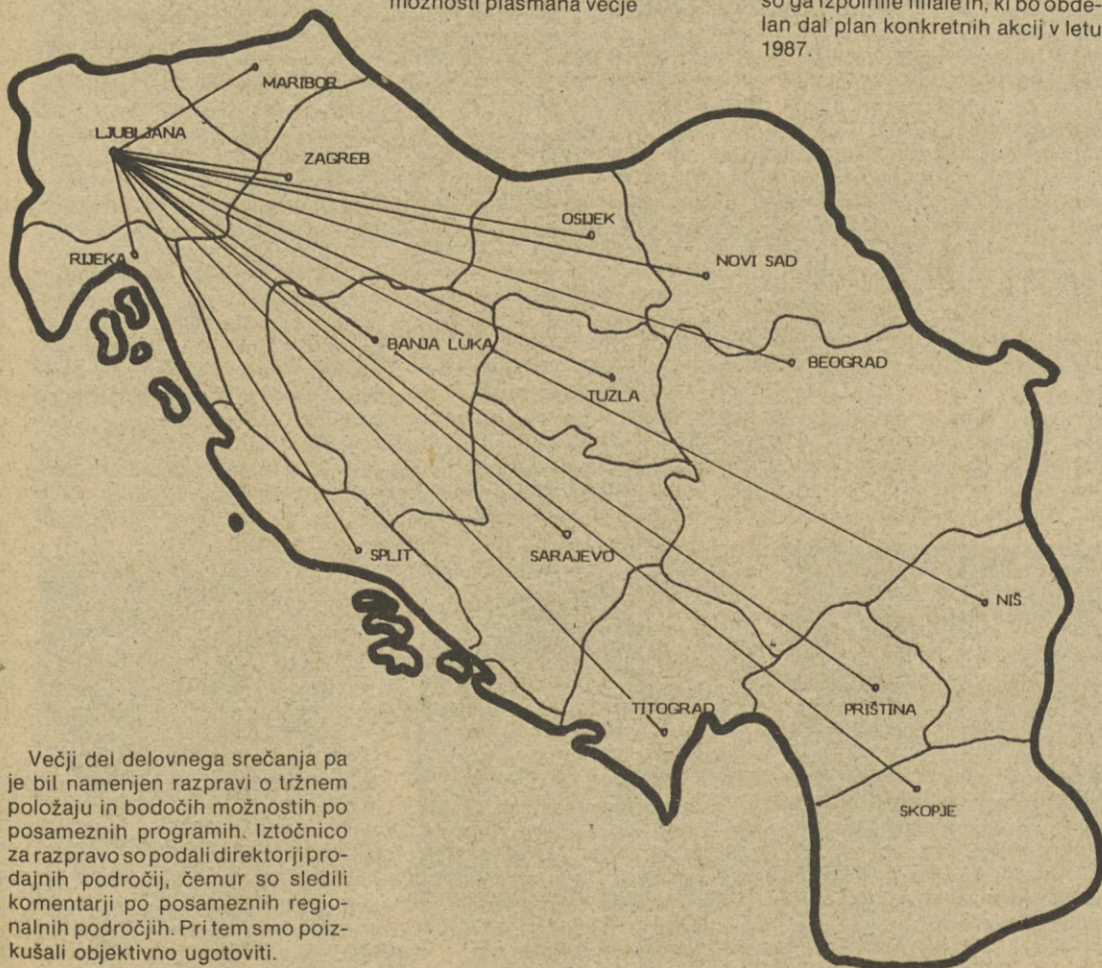 možnosti plasmana večje
so ga izpolnile filiale in, ki bo obde-
lan dal plan konkretnih akcij v letu
1987.
MARIBOR
LJUBLJANA
ZAGREB
OSIJEK
RIJEKA
NOVI SAD
BANJA LUKA
BEOGRAD
TUZLA
SPLIT
SARAJEVO
NIŠ
TITOGRAD
PRIŠTINA
SKOPJE
Večji del delovnega srečanja pa
je bil namenjen razpravi o tržnem
položaju in bodočih možnostih po
posameznih programih. Iztočnico
za razpravo so podali direktorji pro-
dajnih področij, čemur so sledili
komentarji po posameznih regio-
nalnih področjih. Pri tem smo poiz-
kušali objektivno ugotoviti.